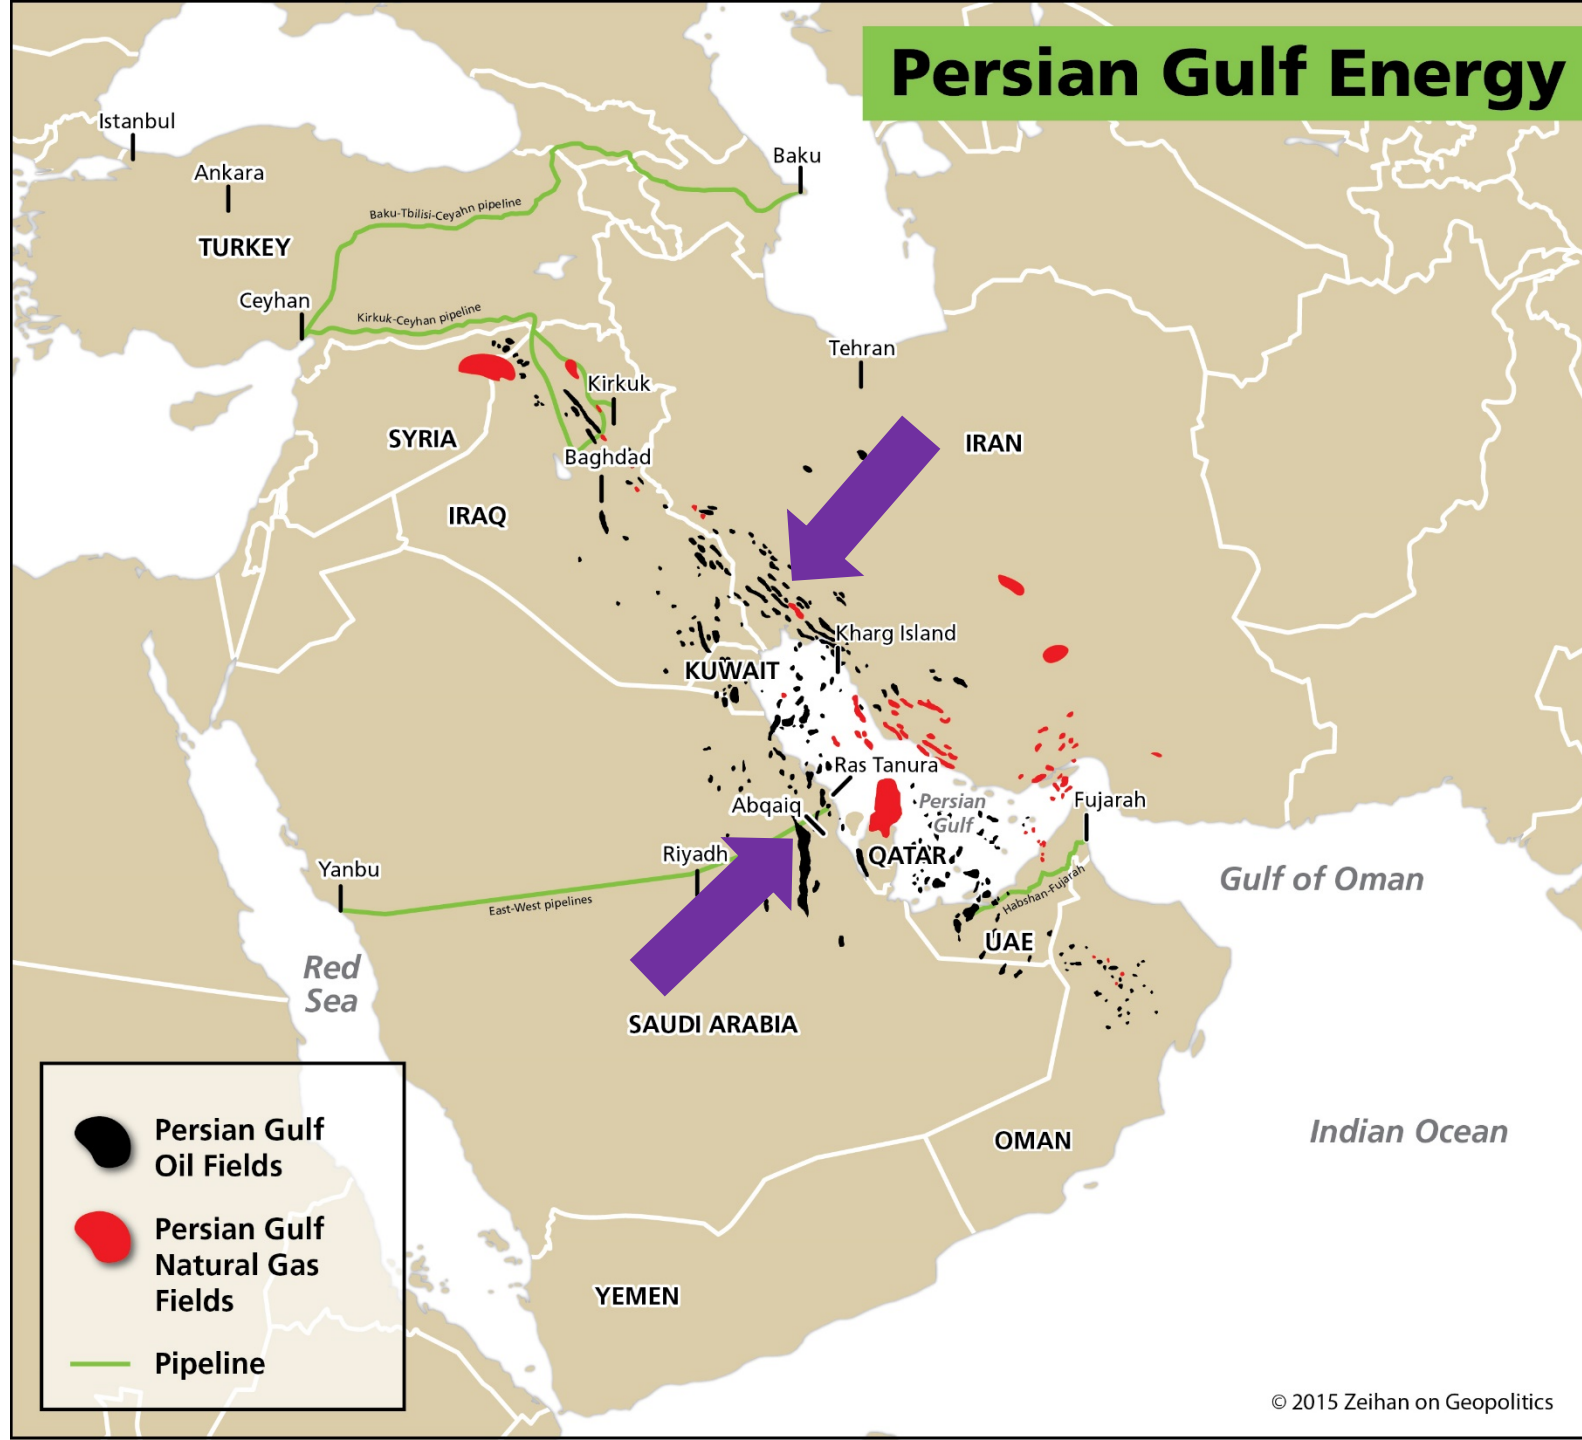 Persian Gulf Energy
Istanbul
Ankara
Baku
Baku-Tbilisi-Ceyahn pipeline
TURKEY
Ceyhan
Kirkuk-Ceyhan pipeline
Tehran
Kirkuk
SYRIA
IRAN
Baghdad
IRAQ
Kharg Island
KUWAIT
Ras Tanura
Persian
Gulf
Abqaiq
Fujarah
Riyadh
QATAR
Yanbu
Gulf of Oman
East-West pipelines
Habshan-Fujarah
UAE
Red
Sea
SAUDI ARABIA
Persian Gulf
Oil Fields
OMAN
Indian Ocean
Persian Gulf
Natural Gas
Fields
YEMEN
Pipeline
© 2015 Zeihan on Geopolitics